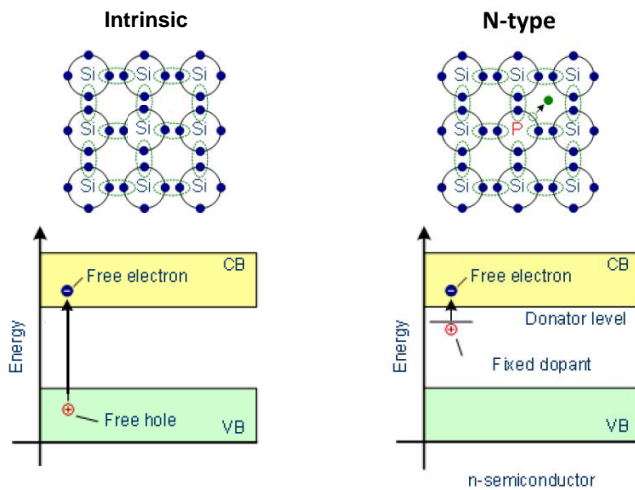 Intrinsic
N-type
Si Si Si
Si Si Si
Si Si Si
Si Si Si
Si P Si
Si Si Si
Energy
CB
Free electron
Free hole
VB
Energy
CB
Free electron
Donator level
Fixed dopant
VB
n-semiconductor